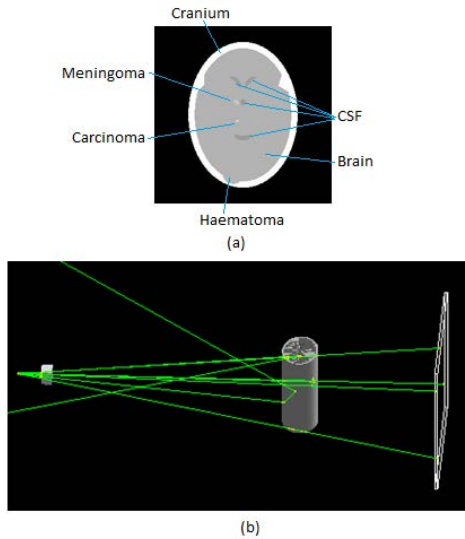 Cranium
Meningoma
CSF
Carcinoma
Brain
Haematoma
(a)
(b)